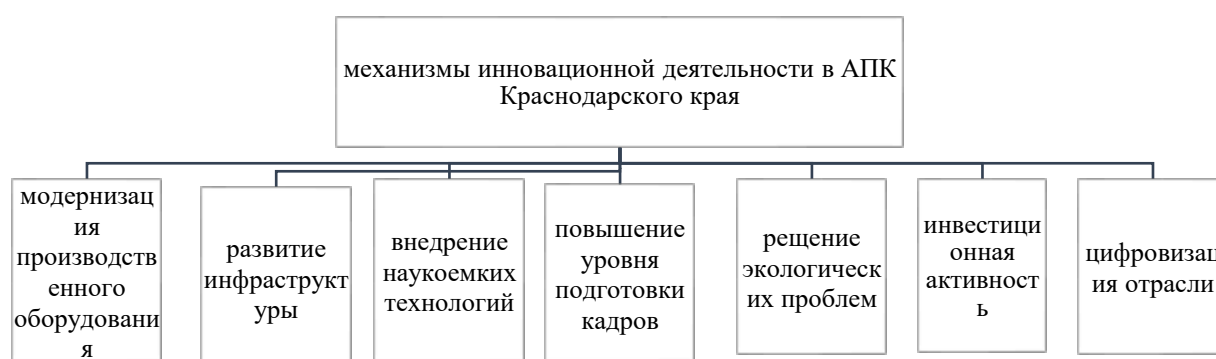 механизмы инновационной деятельности в АПК
Краснодарского края
модернизац
ия
производств
енного
оборудовани
я
развитие
инфраструкт
уры
внедрение
наукоемких
технологий
повышение
уровня
подготовки
кадров
рещение
экологическ
их проблем
инвестици
онная
активност
ь
цифровизац
ия отрасли